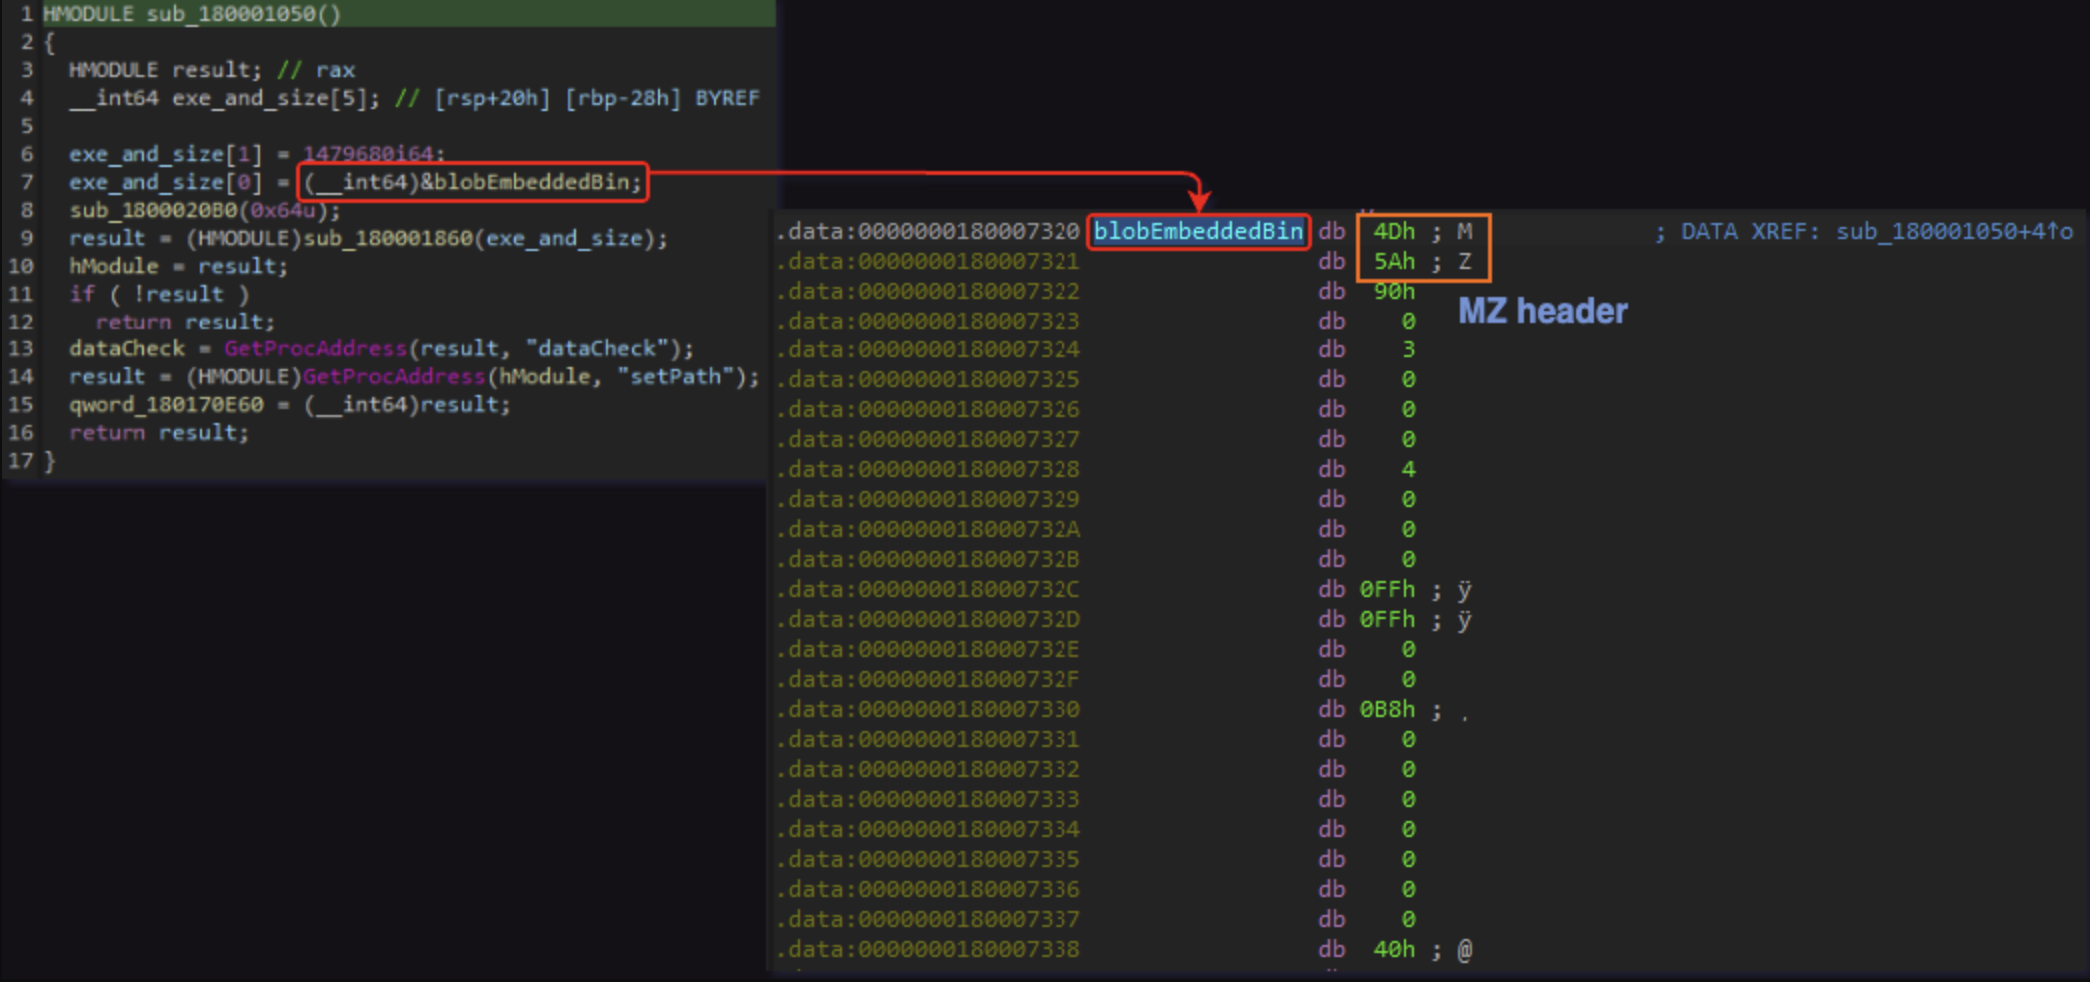 1 HMODULE sub_180001050()
2 {
3 HMODULE result; // rax
4 __int64 exe_and_size[5]; // [rsp+20h] [rbp-28h] BYREF
5
6 exe_and_size[1] = 1479680i64;
7 exe_and_size[0] = (__int64)&blobEmbeddedBin;
8 sub_1800020B0(0x64u);
9 result = (HMODULE)sub_180001860(exe_and_size);
10 hModule = result;
11 if ( !result )
12 return result;
13 dataCheck = GetProcAddress(result, "dataCheck");
14 result = (HMODULE)GetProcAddress(hModule, "setPath");
15 qword_180170E60 = (__int64)result;
16 return result;
17 }
.data:0000000180007320 blobEmbeddedBin db 4Dh ; M ; DATA XREF: sub_180001050+4↑o
.data:0000000180007321 db 5Ah ; Z
.data:0000000180007322 db 90h
MZ header
.data:0000000180007323 db 0
.data:0000000180007324 db 3
.data:0000000180007325 db 0
.data:0000000180007326 db 0
.data:0000000180007327 db 0
.data:0000000180007328 db 4
.data:0000000180007329 db 0
.data:000000018000732A db 0
.data:000000018000732B db 0
.data:000000018000732C db 0FFh ; ÿ
.data:000000018000732D db 0FFh ; ÿ
.data:000000018000732E db 0
.data:000000018000732F db 0
.data:0000000180007330 db 0B8h ; ¸
.data:0000000180007331 db 0
.data:0000000180007332 db 0
.data:0000000180007333 db 0
.data:0000000180007334 db 0
.data:0000000180007335 db 0
.data:0000000180007336 db 0
.data:0000000180007337 db 0
.data:0000000180007338 db 40h ; @